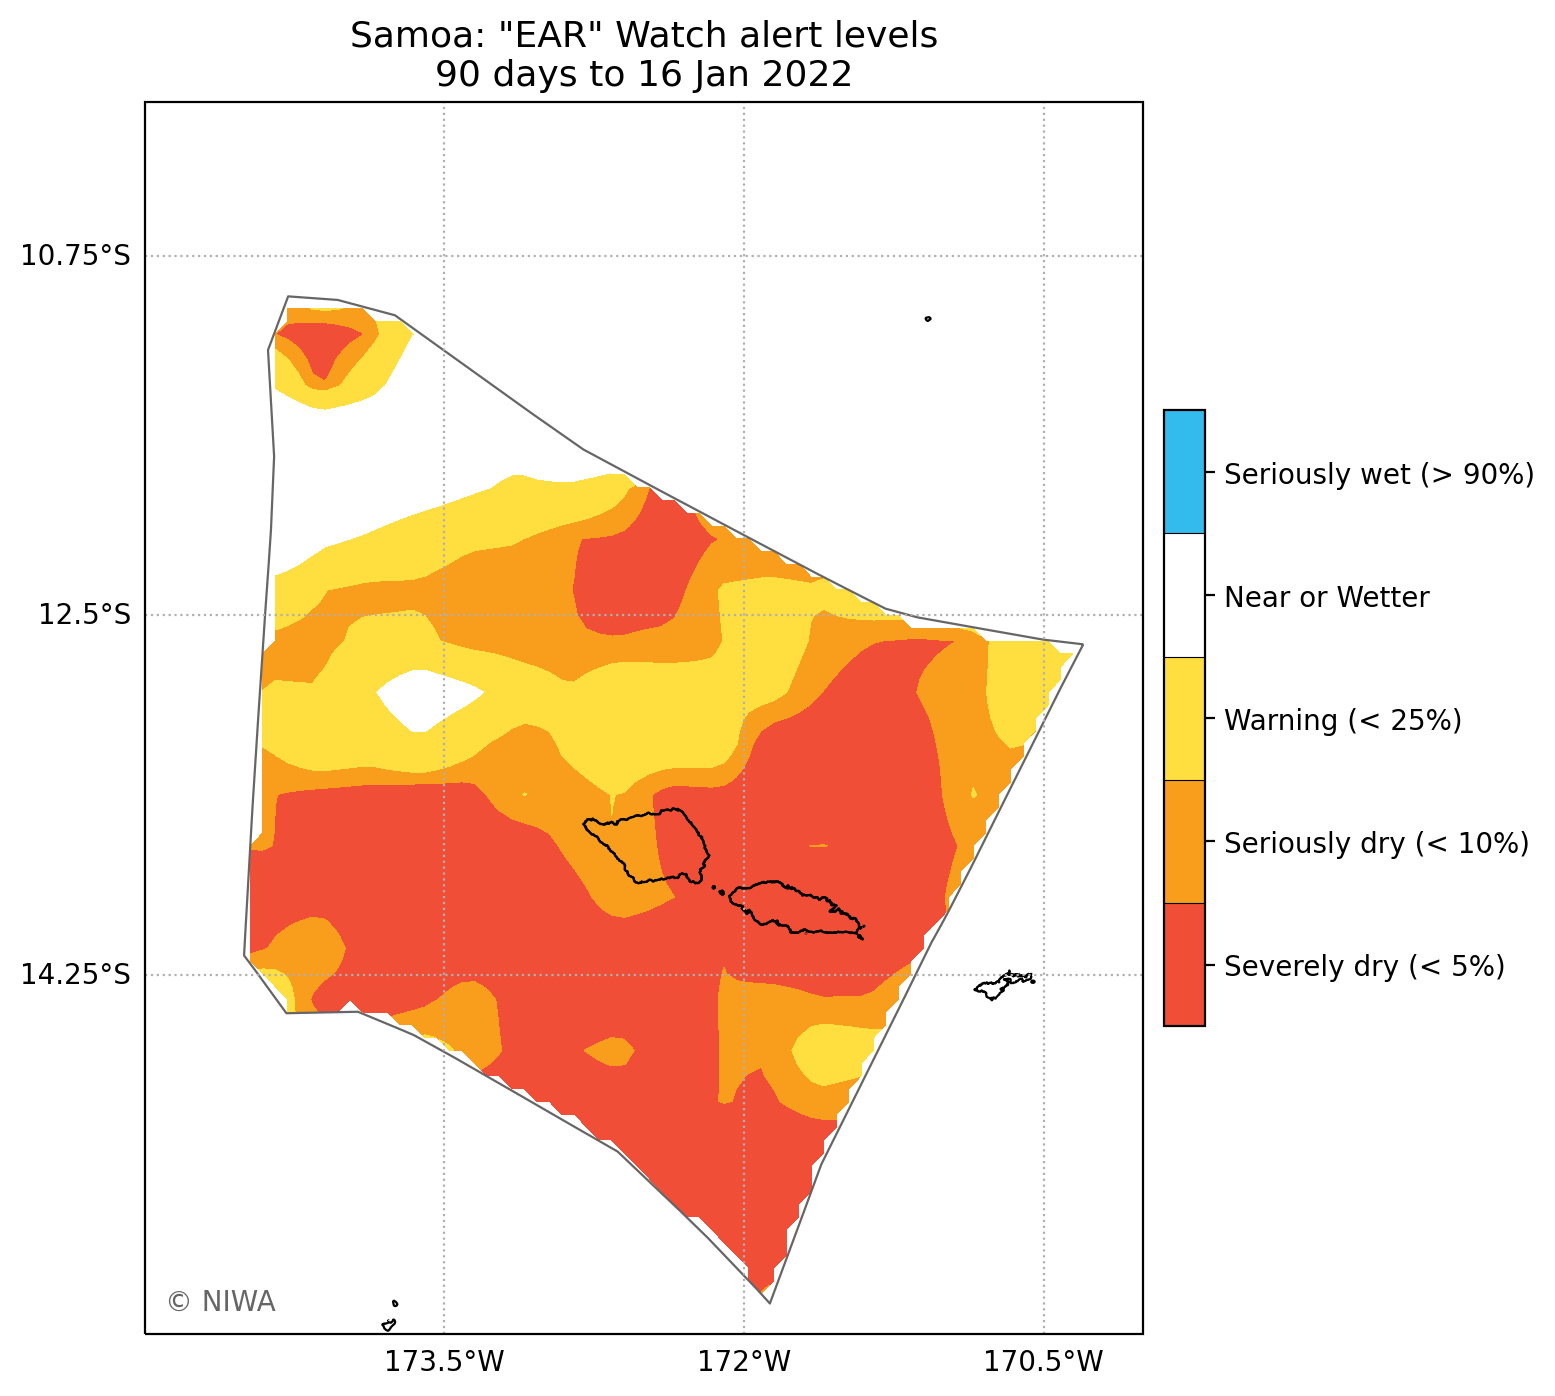 Samoa: "EAR" Watch alert levels
90 days to 16 Jan 2022
10.75°S
12.5°S
14.25°S
173.5°W
172°W
170.5°W
Seriously wet (> 90%)
Near or Wetter
Warning (< 25%)
Seriously dry (< 10%)
Severely dry (< 5%)
© NIWA